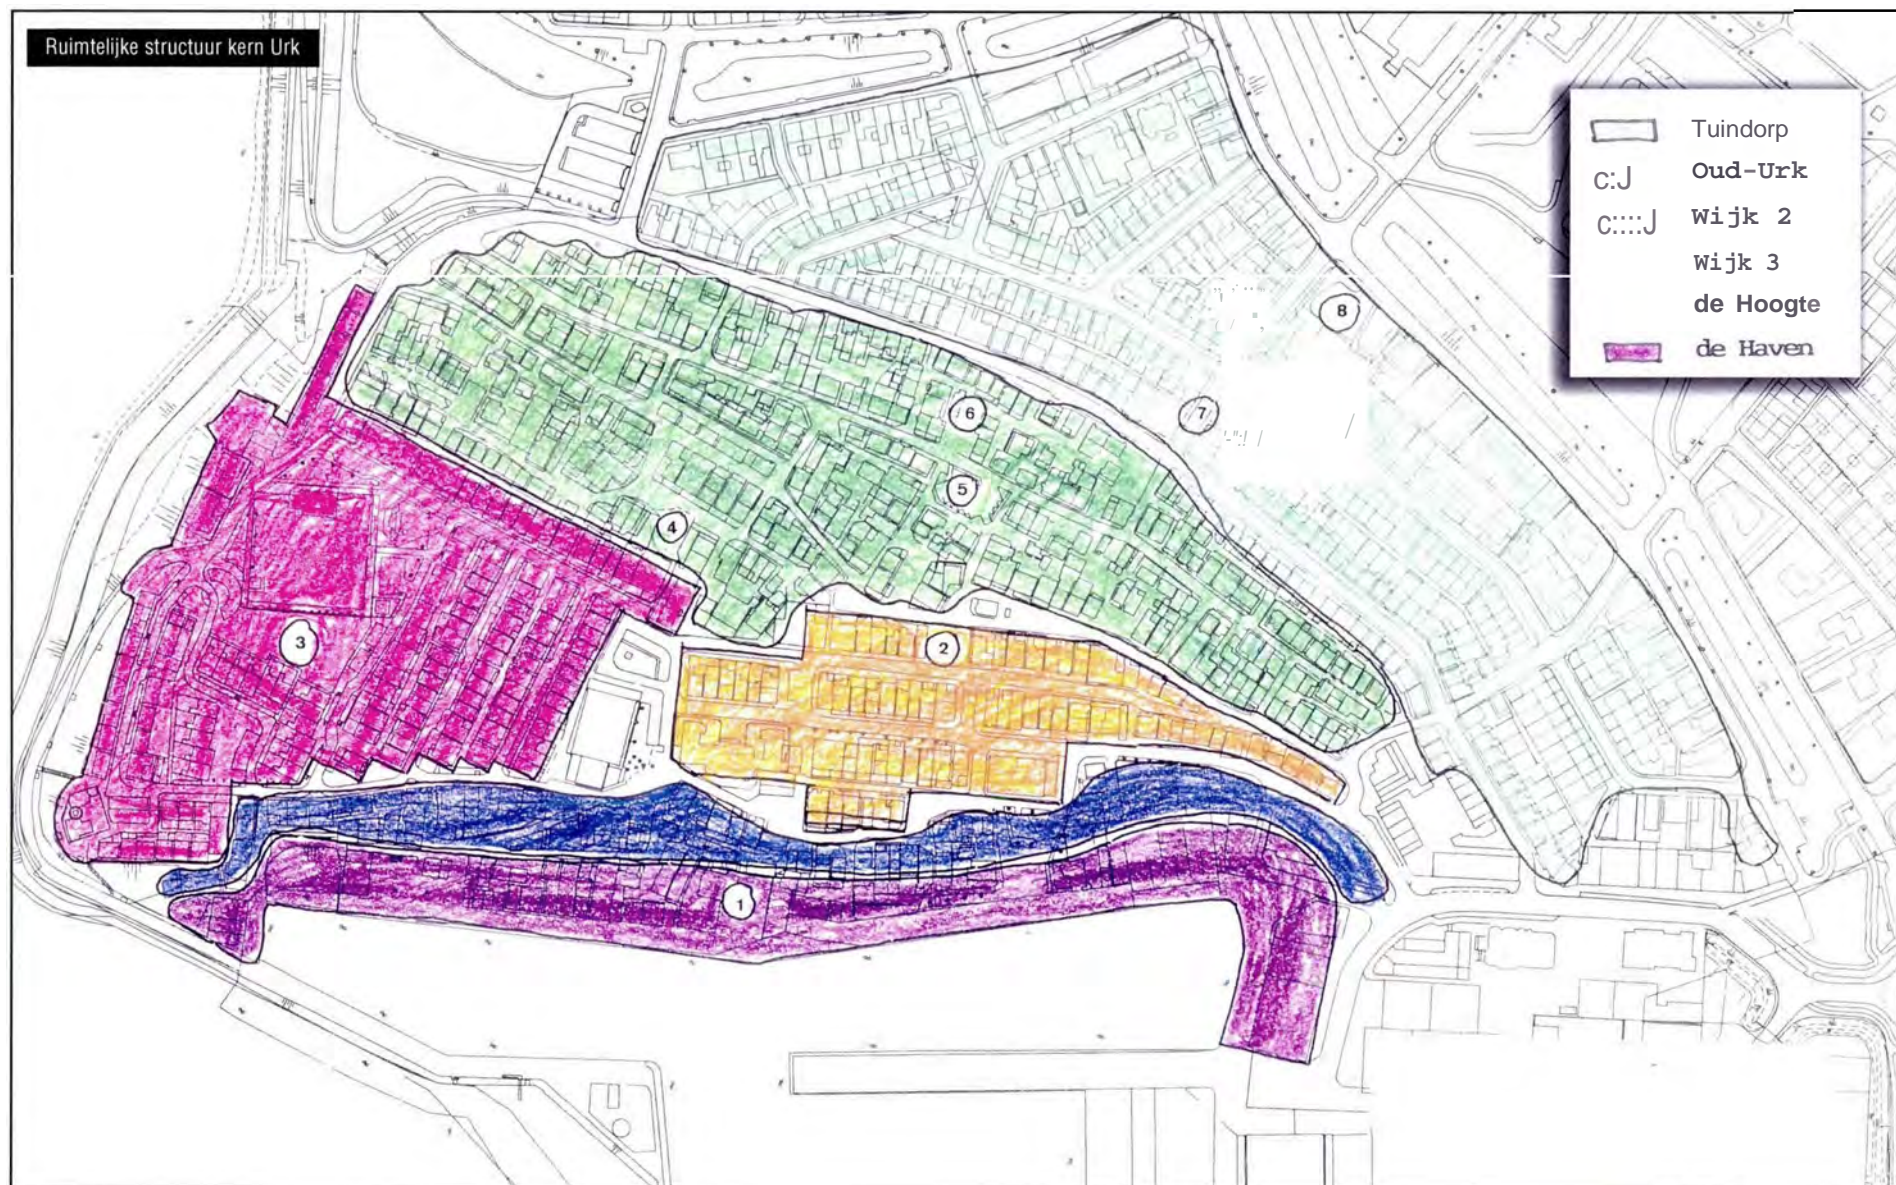 Ruimtelijke structuur kern Urk
Tuindorp
c:J Oud-Urk
c::::J Wijk 2
Wijk 3
de Hoogte
de Haven
8
6
7
5
4
3
2
1